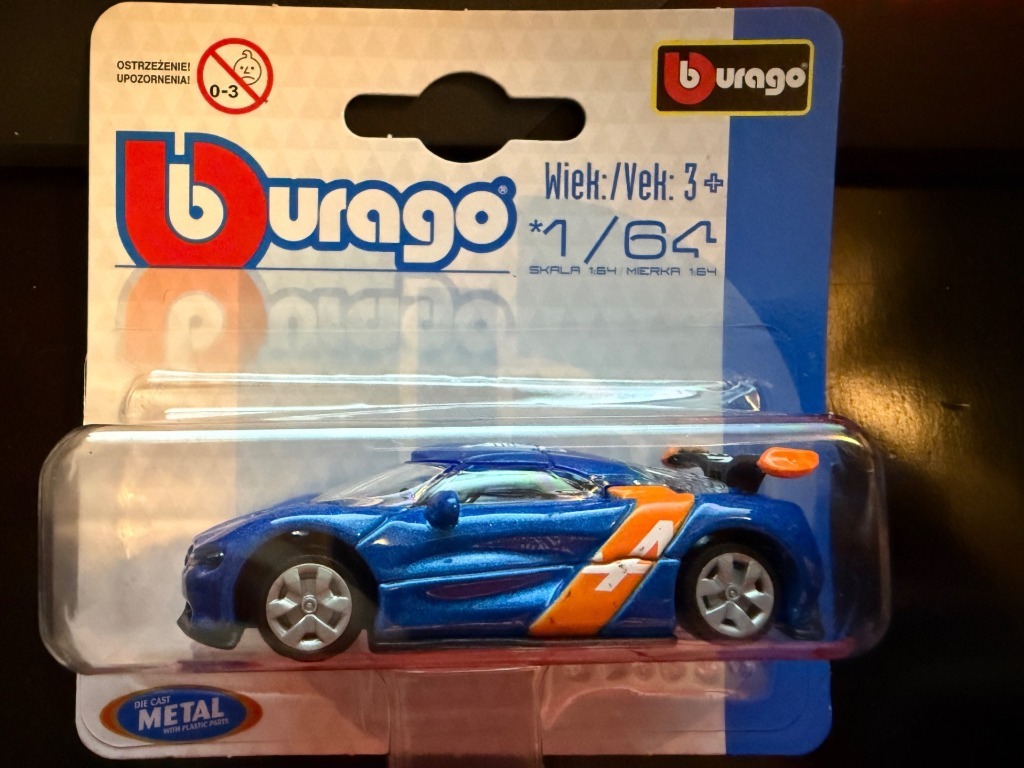 OSTRZEŻENIE!
UPOZORNENIA!
0-3
burago®
burago®
Wiek:/Vek: 3+
*1/64
SKALA 1:64 / MIERKA 1:64
A
DIE CAST
METAL
WITH PLASTIC PARTS